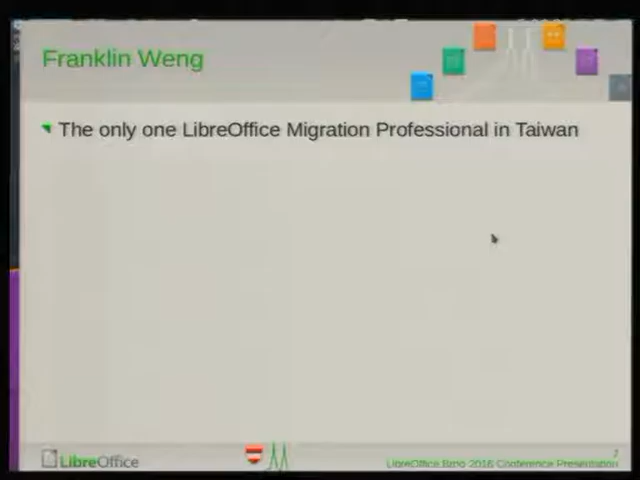 Franklin Weng
The only one LibreOffice Migration Professional in Taiwan
LibreOffice
LibreOffice Brno 2016 Conference Presentation